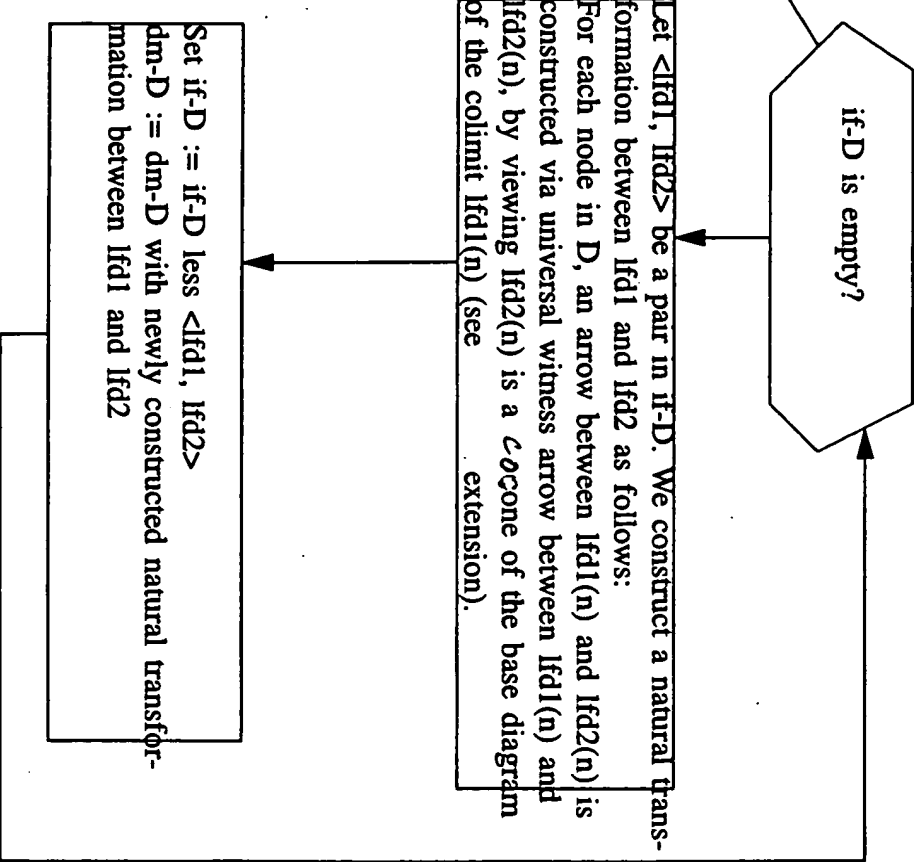 if-D is empty?
Let <lfd1, lfd2> be a pair in if-D. We construct a natural trans-
formation between lfd1 and lfd2 as follows:
For each node in D, an arrow between lfd1(n) and lfd2(n) is
constructed via universal witness arrow between lfd1(n) and
lfd2(n), by viewing lfd2(n) is a cocone of the base diagram
of the colimit lfd1(n) (see extension).
Set if-D := if-D less <lfd1, lfd2>
dm-D := dm-D with newly constructed natural transfor-
mation between lfd1 and lfd2